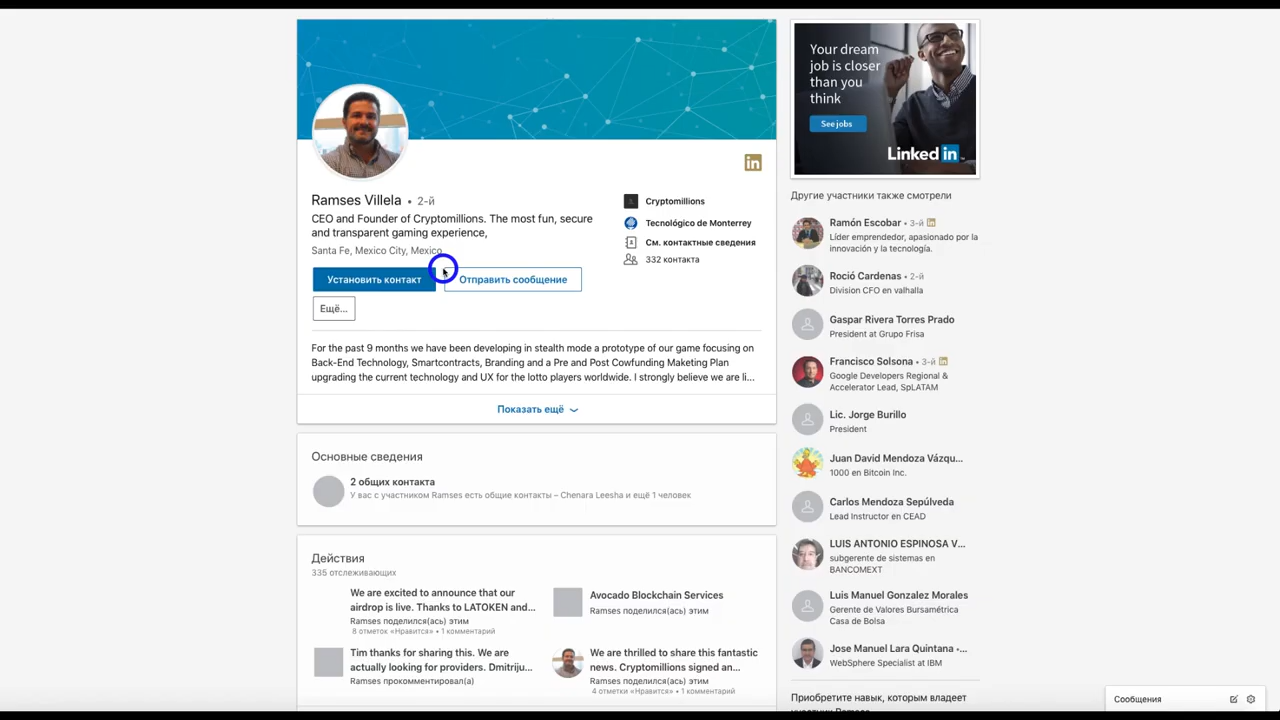 Ramses Villela • 2-й
CEO and Founder of Cryptomillions. The most fun, secure
and transparent gaming experience,
Santa Fe, Mexico City, Mexico
Установить контакт
Отправить сообщение
Ещё...
Cryptomillions
Tecnológico de Monterrey
См. контактные сведения
332 контакта
For the past 9 months we have been developing in stealth mode a prototype of our game focusing on
Back-End Technology, Smartcontracts, Branding and a Pre and Post Cowfunding Maketing Plan
upgrading the current technology and UX for the lotto players worldwide. I strongly believe we are li...
Показать ещё
Основные сведения
2 общих контакта
У вас с участником Ramses есть общие контакты – Chenara Leesha и ещё 1 человек
Действия
335 отслеживающих
We are excited to announce that our
airdrop is live. Thanks to LATOKEN and...
Ramses поделился(ась) этим
8 отметок «Нравится» • 1 комментарий
Avocado Blockchain Services
Ramses поделился(ась) этим
Tim thanks for sharing this. We are
actually looking for providers. Dmitriju...
Ramses прокомментировал(а)
We are thrilled to share this fantastic
news. Cryptomillions signed an...
Ramses поделился(ась) этим
4 отметки «Нравится» • 1 комментарий
Your dream
job is closer
than you
think
See jobs
Linked in
Другие участники также смотрели
Ramón Escobar • 3-й
Líder emprendedor, apasionado por la
innovación y la tecnología.
Roció Cardenas • 2-й
Division CFO en valhalla
Gaspar Rivera Torres Prado
President at Grupo Frisa
Francisco Solsona • 3-й
Google Developers Regional &
Accelerator Lead, SpLATAM
Lic. Jorge Burillo
President
Juan David Mendoza Vázqu...
1000 en Bitcoin Inc.
Carlos Mendoza Sepúlveda
Lead Instructor en CEAD
LUIS ANTONIO ESPINOSA V...
subgerente de sistemas en
BANCOMEXT
Luis Manuel Gonzalez Morales
Gerente de Valores Bursamétrica
Casa de Bolsa
Jose Manuel Lara Quintana •...
WebSphere Specialist at IBM
Приобретите навык, которым владеет
Сообщения